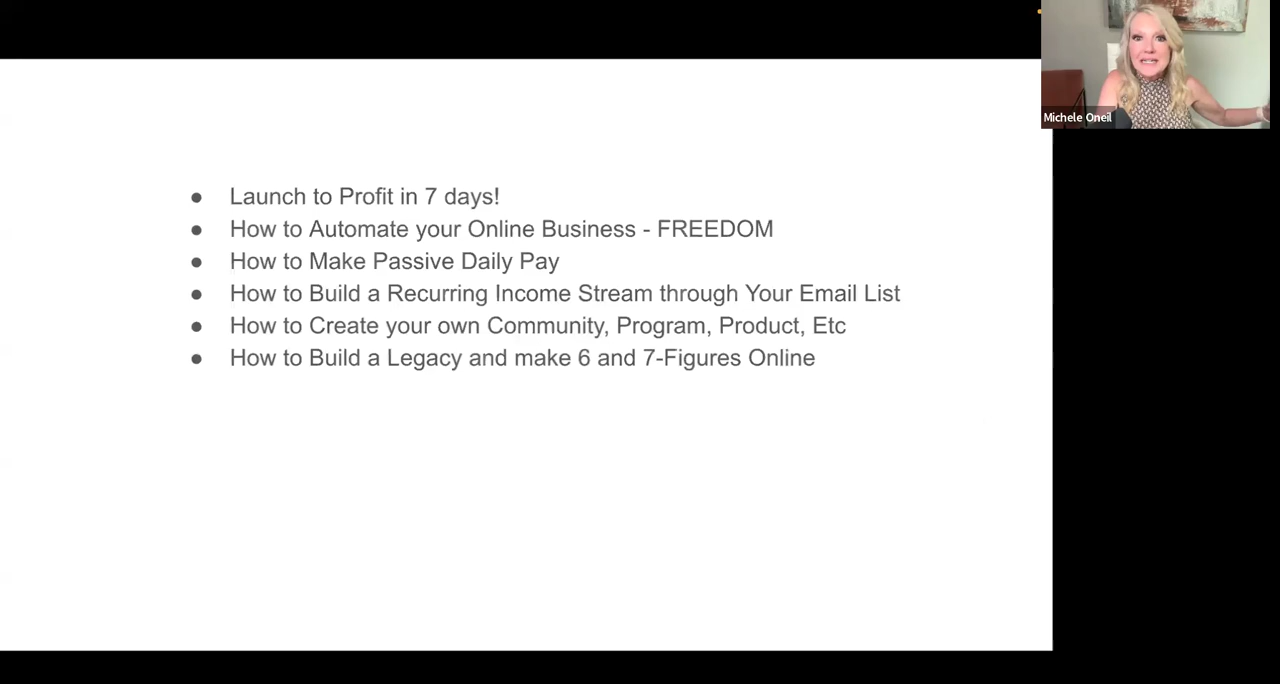 Michele Oneil
● Launch to Profit in 7 days!
● How to Automate your Online Business - FREEDOM
● How to Make Passive Daily Pay
● How to Build a Recurring Income Stream through Your Email List
● How to Create your own Community, Program, Product, Etc
● How to Build a Legacy and make 6 and 7-Figures Online